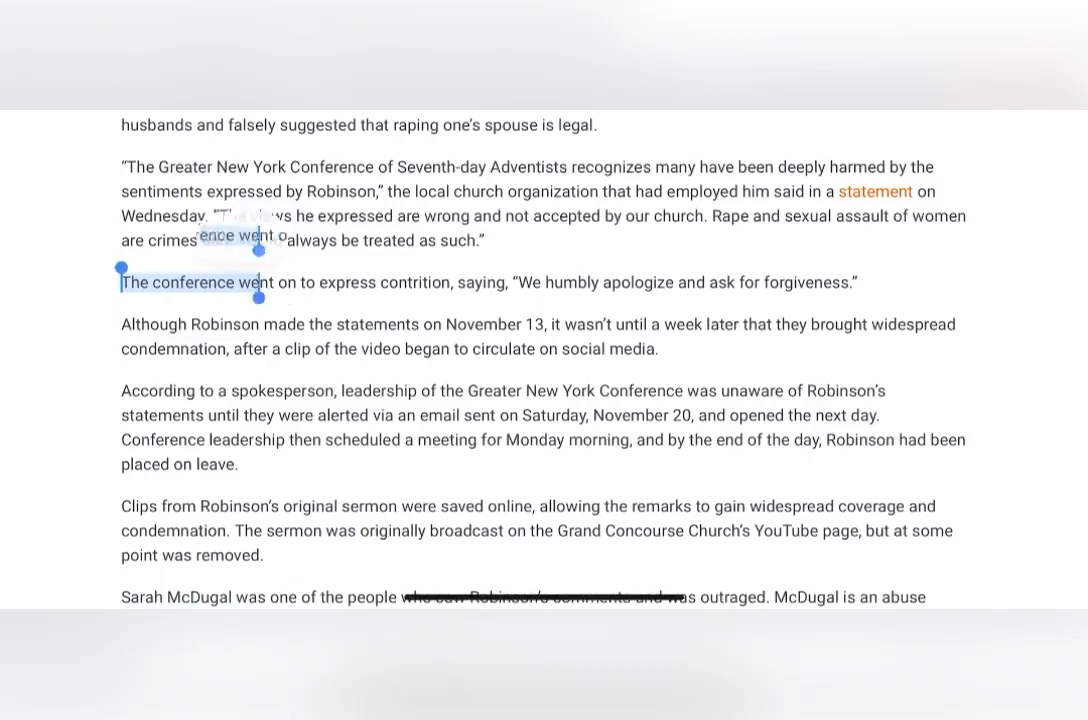 husbands and falsely suggested that raping one's spouse is legal.
“The Greater New York Conference of Seventh-day Adventists recognizes many have been deeply harmed by the
sentiments expressed by Robinson,” the local church organization that had employed him said in a statement on
Wednesday. he expressed are wrong and not accepted by our church. Rape and sexual assault of women
are crimes always be treated as such.”
The conference went on to express contrition, saying, “We humbly apologize and ask for forgiveness.”
Although Robinson made the statements on November 13, it wasn't until a week later that they brought widespread
condemnation, after a clip of the video began to circulate on social media.
According to a spokesperson, leadership of the Greater New York Conference was unaware of Robinson's
statements until they were alerted via an email sent on Saturday, November 20, and opened the next day.
Conference leadership then scheduled a meeting for Monday morning, and by the end of the day, Robinson had been
placed on leave.
Clips from Robinson's original sermon were saved online, allowing the remarks to gain widespread coverage and
condemnation. The sermon was originally broadcast on the Grand Concourse Church's YouTube page, but at some
point was removed.
Sarah McDugal was one of the people who saw Robinson's comments and was outraged. McDugal is an abuse